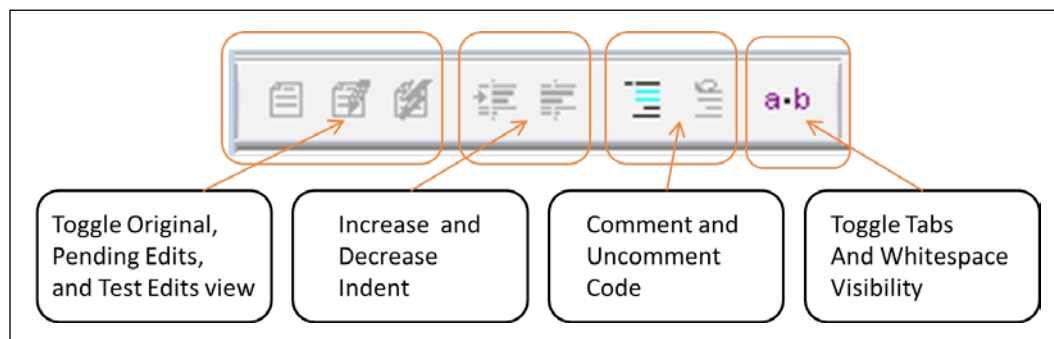 a·b
Toggle Original,
Pending Edits,
and Test Edits view
Increase and
Decrease
Indent
Comment and
Uncomment
Code
Toggle Tabs
And Whitespace
Visibility